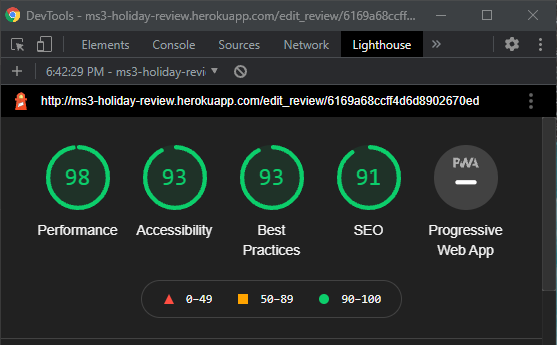 DevTools - ms3-holiday-review.herokuapp.com/edit_review/6169a68ccff...
Elements Console Sources Network Lighthouse »
6:42:29 PM - ms3-holiday-revi
http://ms3-holiday-review.herokuapp.com/edit_review/6169a68ccff4d6d8902670ed
98 93 93 91 PWA
Performance Accessibility Best Practices SEO Progressive Web App
0–49 50–89 90–100